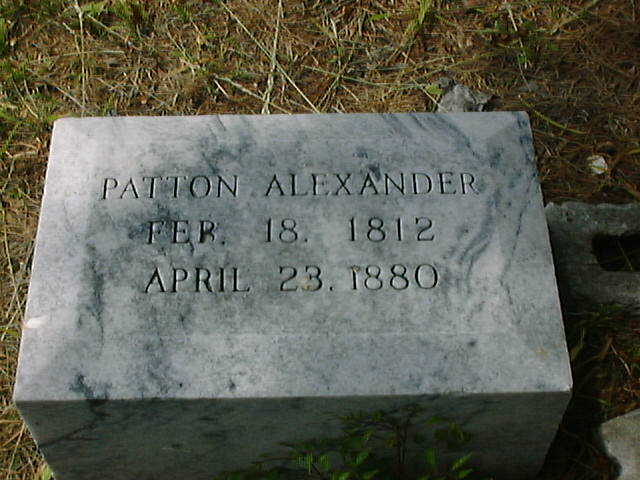 PATTON ALEXANDER
FEB. 18. 1812
APRIL 23. 1880